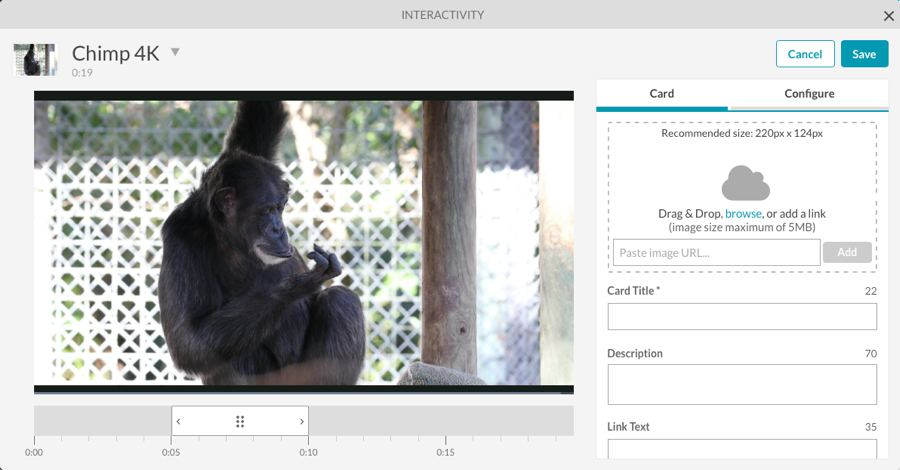 INTERACTIVITY
Chimp 4K
0:19
Cancel
Save
Card
Configure
Recommended size: 220px x 124px
Drag & Drop, browse, or add a link
(image size maximum of 5MB)
Paste image URL...
Add
Card Title * 22
Description 70
Link Text 35
0:00 0:05 0:10 0:15